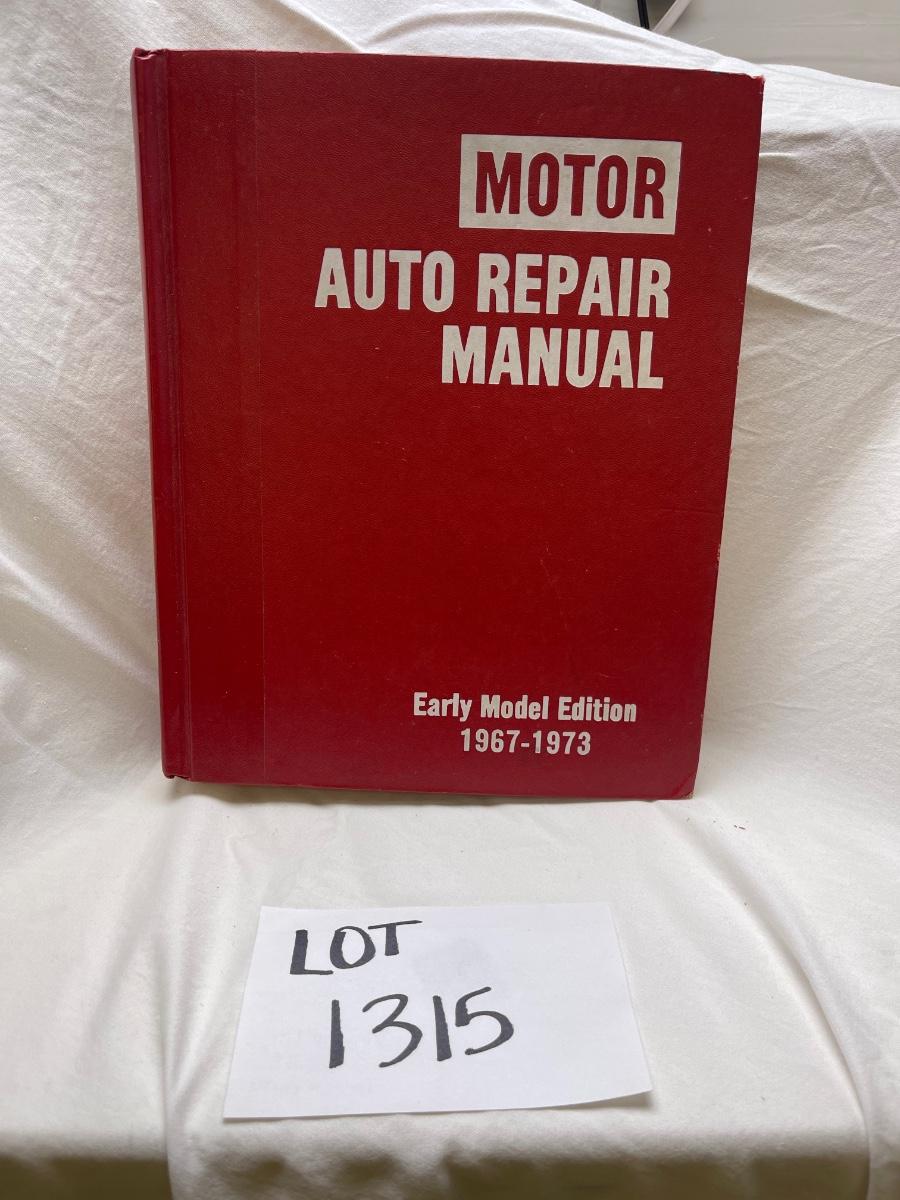 MOTOR
AUTO REPAIR
MANUAL
Early Model Edition
1967-1973
LOT
1315